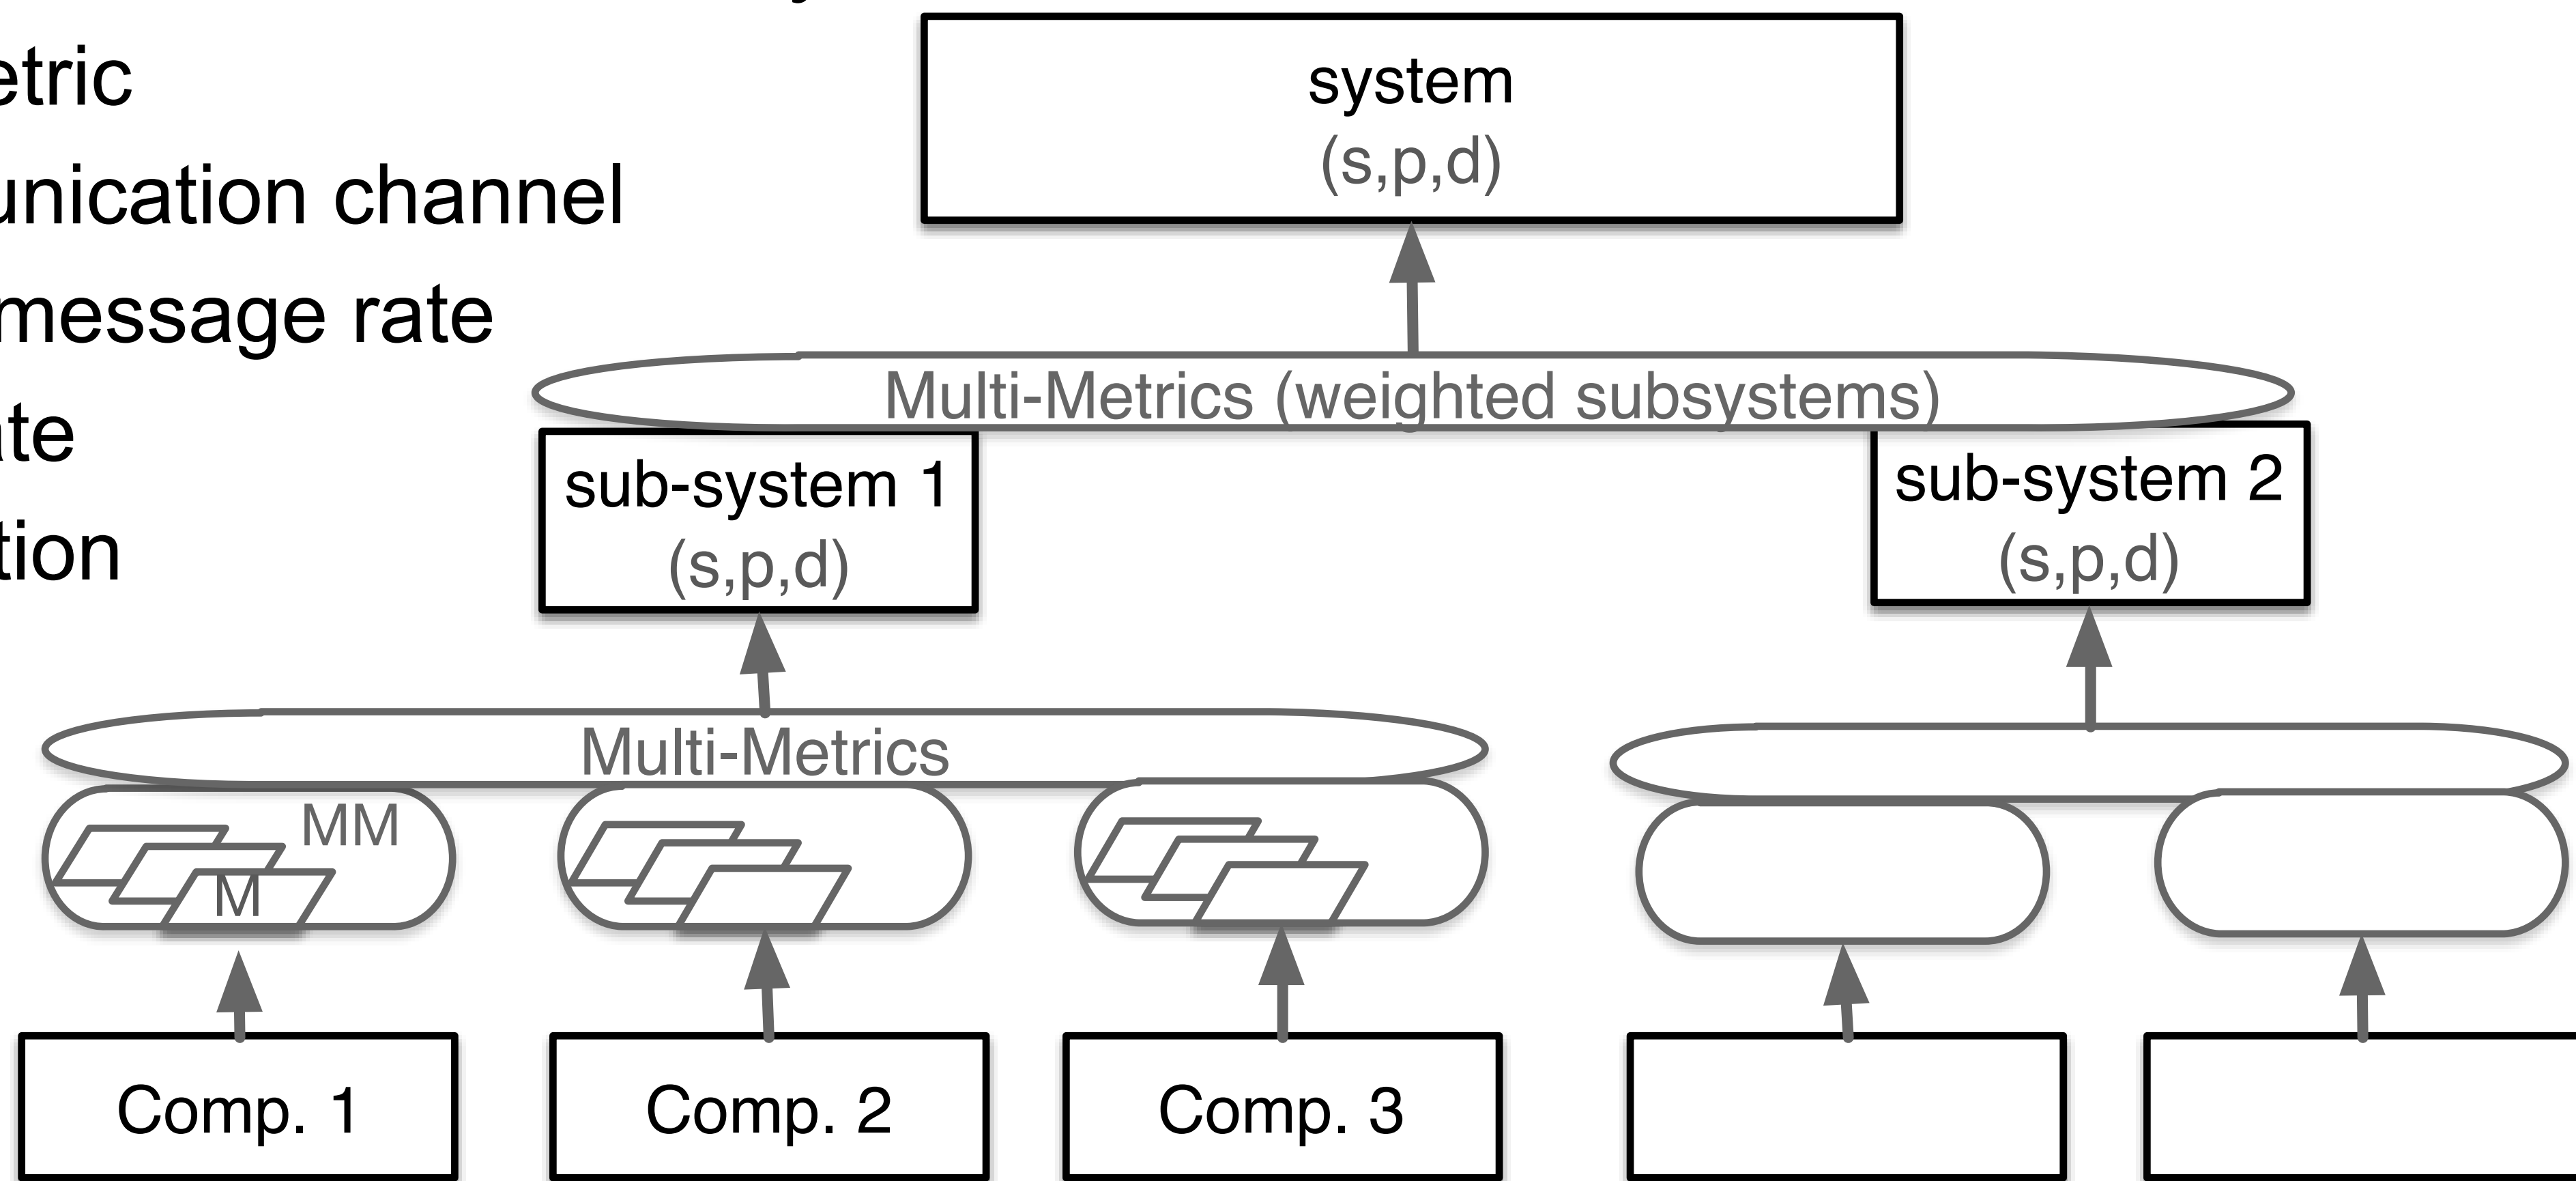 etric
unication channel
message rate
ate
tion
system
(s,p,d)
Multi-Metrics (weighted subsystems)
sub-system 1
(s,p,d)
sub-system 2
(s,p,d)
Multi-Metrics
MM
M
Comp. 1
Comp. 2
Comp. 3